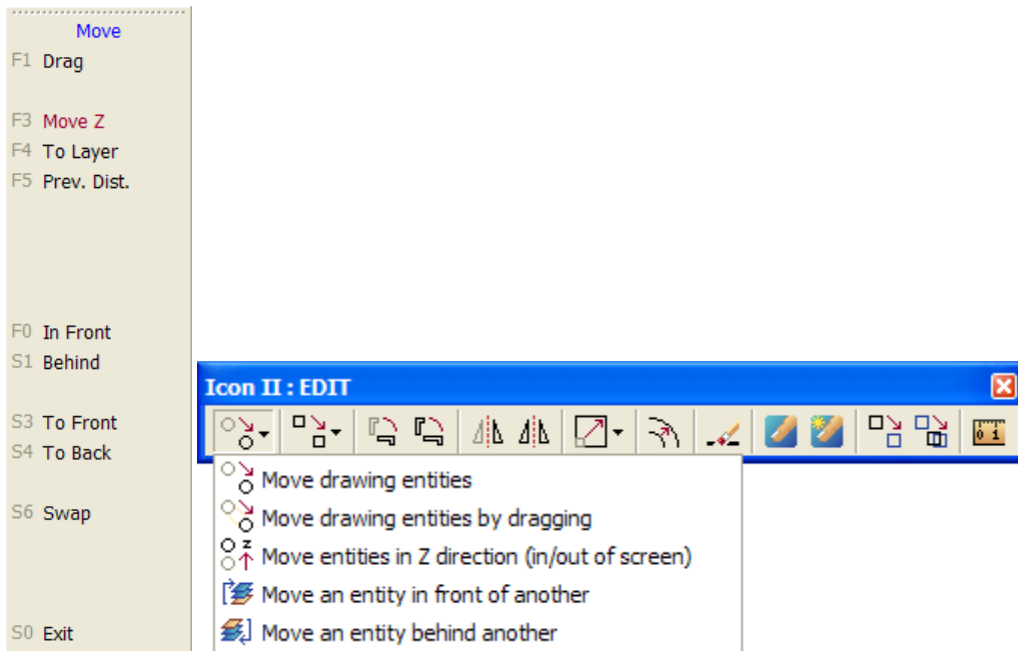 Move
F1 Drag
F3 Move Z
F4 To Layer
F5 Prev. Dist.
F0 In Front
S1 Behind
S3 To Front
S4 To Back
S6 Swap
S0 Exit
Icon II : EDIT
z
0 1
Move drawing entities
Move drawing entities by dragging
Move entities in Z direction (in/out of screen)
Move an entity in front of another
Move an entity behind another